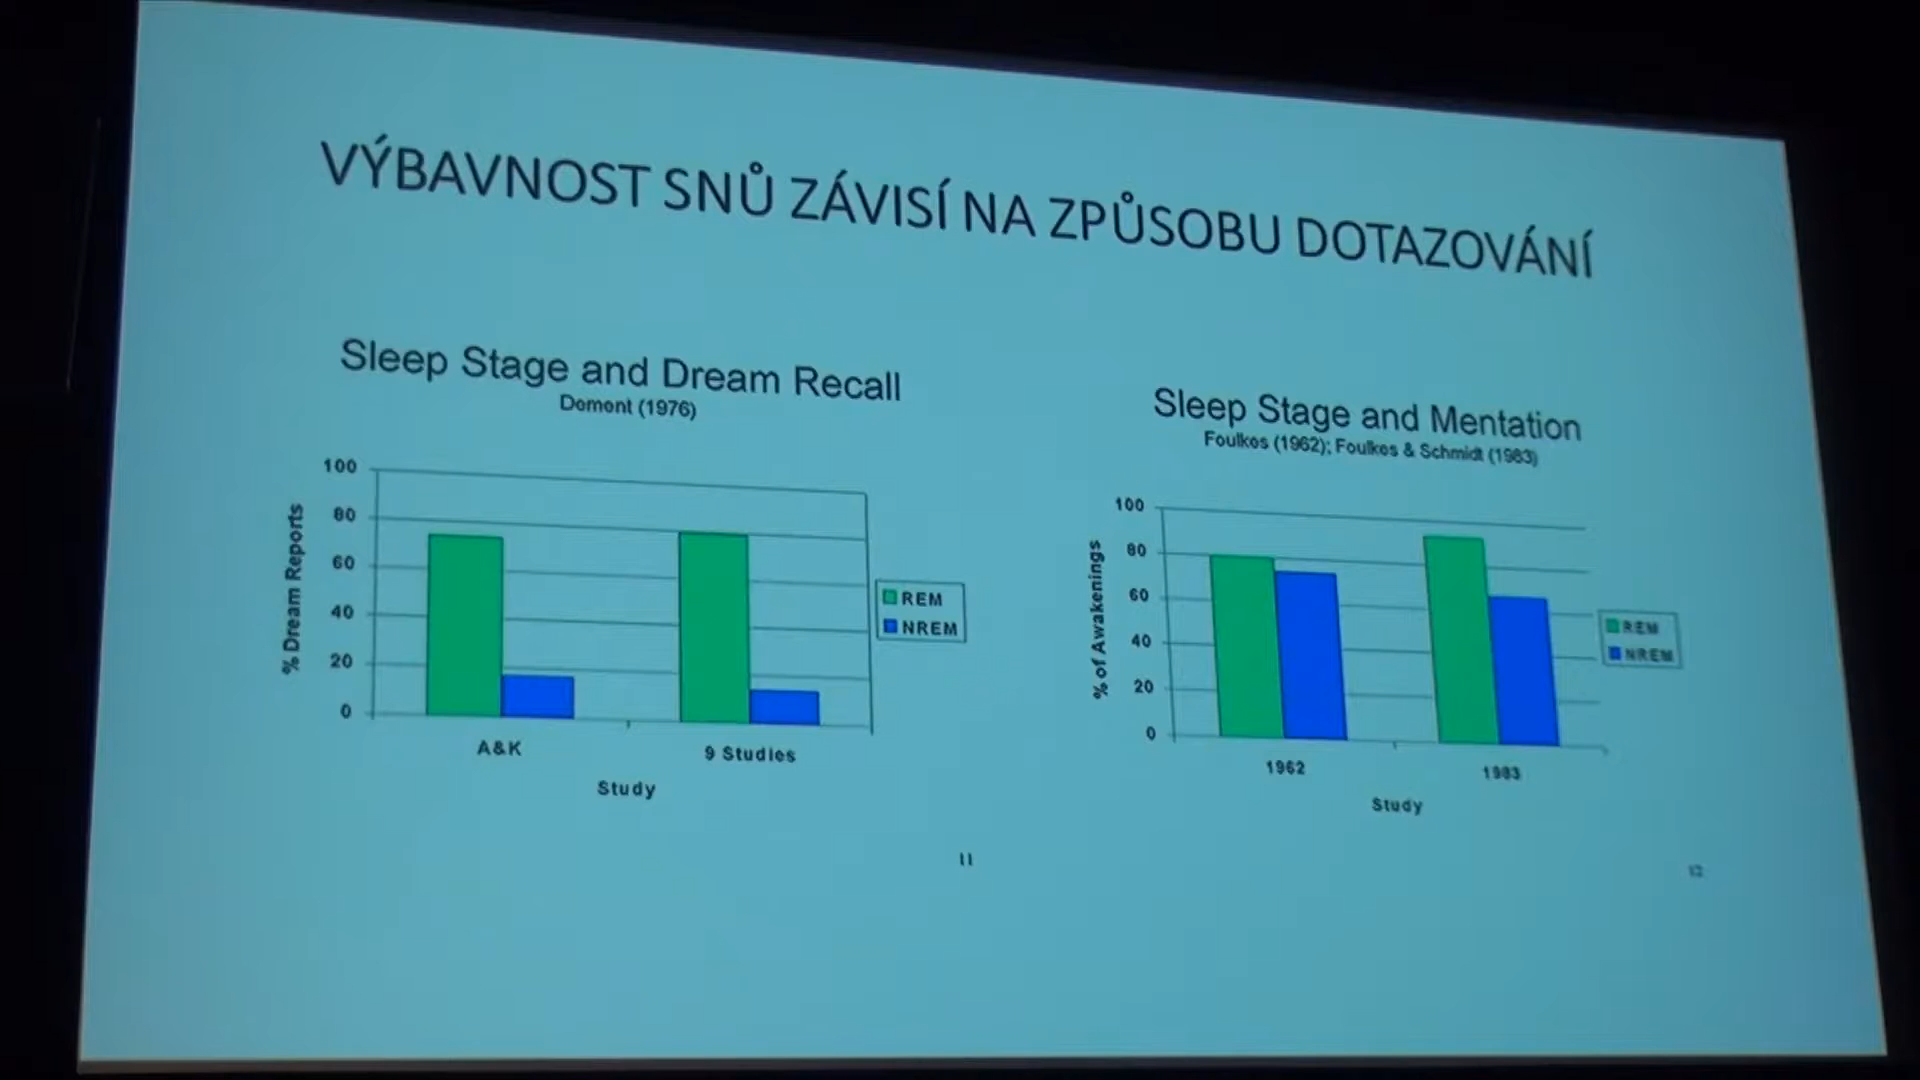 VÝBAVNOST SNŮ ZÁVISÍ NA ZPŮSOBU DOTAZOVÁNÍ
Sleep Stage and Dream Recall
Dement (1976)
100
80
60
40
20
0
% Dream Reports
A&K
9 Studies
Study
REM
NREM
11
Sleep Stage and Mentation
Foulkes (1962); Foulkes & Schmidt (1983)
100
80
60
40
20
0
% of Awakenings
1962
1983
Study
REM
NREM
12